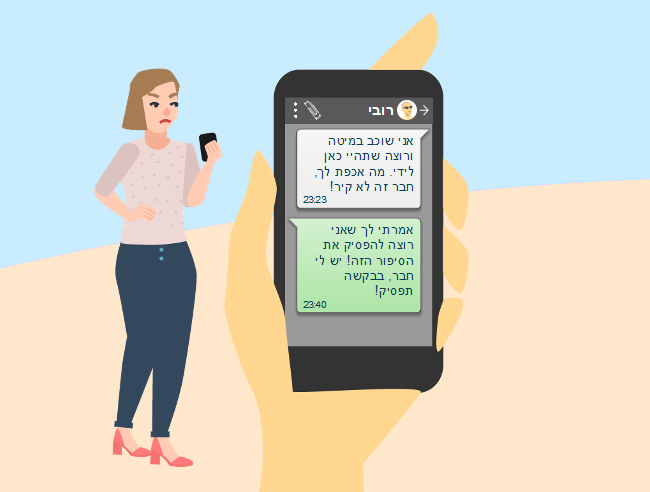 רובי
אני שוכב במיטה
ורוצה שתהיי כאן
לידי. מה אכפת לך,
חבר זה לא קיר!
23:23
אמרתי לך שאני
רוצה להפסיק את
הסיפור הזה! יש לי
חבר, בבקשה
תפסיק!
23:40